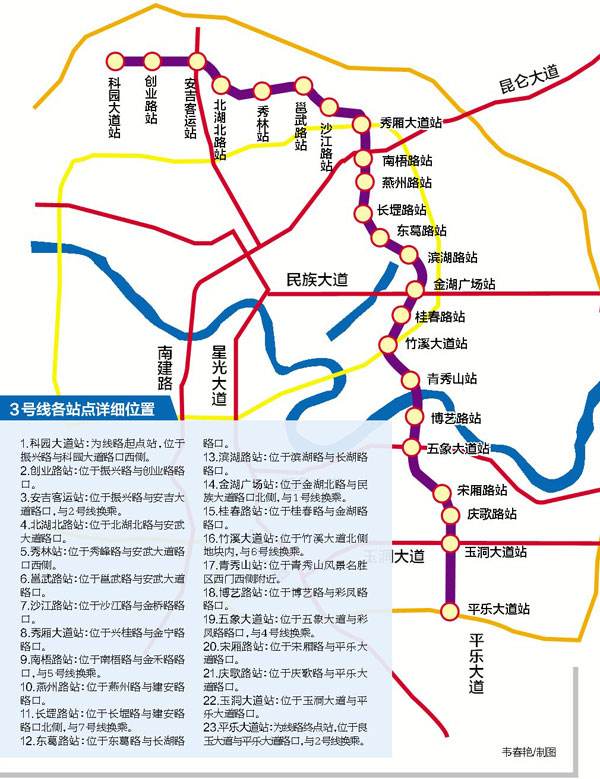 科园大道站
创业路站
安吉客运站
北湖北路站
秀林站
邕武路站
沙江路站
昆仑大道
秀厢大道站
南梧路站
燕州路站
长堽路站
东葛路站
滨湖路站
民族大道
金湖广场站
桂春路站
竹溪大道站
南建路
星光大道
青秀山站
博艺路站
五象大道站
宋厢路站
庆歌路站
玉洞大道
玉洞大道站
平乐大道站
平乐大道
3号线各站点详细位置
1.科园大道站:为线路起点站,位于
振兴路与科园大道路口西侧。
2.创业路站:位于振兴路与创业路路
口。
3.安吉客运站:位于振兴路与安吉大
道路口,与2号线换乘。
4.北湖北路站:位于北湖北路与安武
大道路口。
5.秀林站:位于秀峰路与安武大道路
口西侧。
6.邕武路站:位于邕武路与安武大道
路口。
7.沙江路站:位于沙江路与金桥路路
口。
8.秀厢大道站:位于兴桂路与金宁路
路口。
9.南梧路站:位于南梧路与金禾路路
口,与5号线换乘。
10.燕州路站:位于燕州路与建安路
路口。
11.长堽路站:位于长堽路与建安路
路口北侧,与7号线换乘。
12.东葛路站:位于东葛路与长湖路
路口。
13.滨湖路站:位于滨湖路与长湖路
路口。
14.金湖广场站:位于金湖北路与民
族大道路口北侧,与1号线换乘。
15.桂春路站:位于桂春路与金湖路
路口。
16.竹溪大道站:位于竹溪大道北侧
地块内,与6号线换乘。
17.青秀山站:位于青秀山风景名胜
区西门西侧附近。
18.博艺路站:位于博艺路与彩凤路
路口。
19.五象大道站:位于五象大道与彩
凤路路口,与4号线换乘。
20.宋厢路站:位于宋厢路与平乐大
道路口。
21.庆歌路站:位于庆歌路与平乐大
道路口。
22.玉洞大道站:位于玉洞大道与平
乐大道路口。
23.平乐大道站:为线路终点站,位于良
玉大道与平乐大道路口,与2号线换乘。
韦春艳/制图